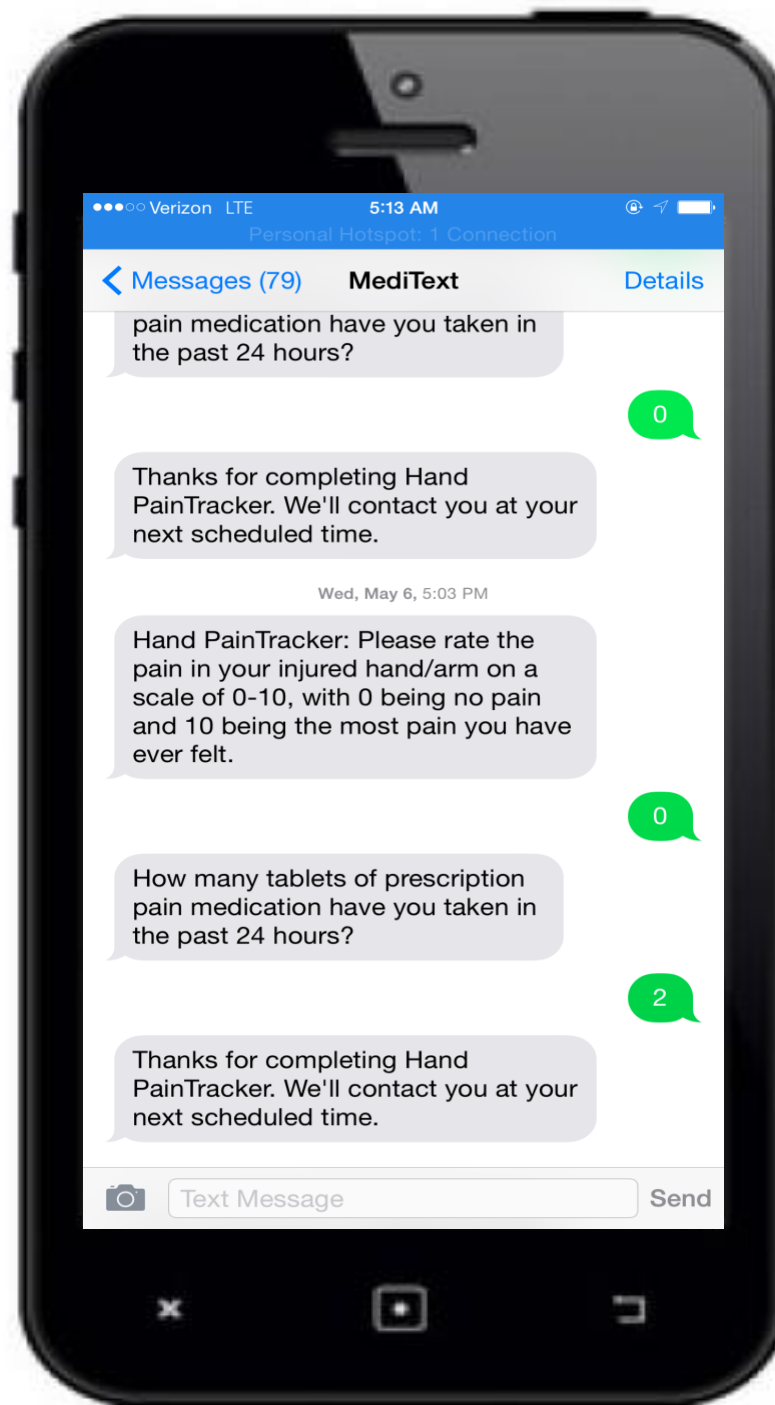 Verizon LTE 5:13 AM
Personal Hotspot: 1 Connection
Messages (79) MediText Details
pain medication have you taken in
the past 24 hours?
0
Thanks for completing Hand
PainTracker. We'll contact you at your
next scheduled time.
Wed, May 6, 5:03 PM
Hand PainTracker: Please rate the
pain in your injured hand/arm on a
scale of 0-10, with 0 being no pain
and 10 being the most pain you have
ever felt.
0
How many tablets of prescription
pain medication have you taken in
the past 24 hours?
2
Thanks for completing Hand
PainTracker. We'll contact you at your
next scheduled time.
Text Message Send